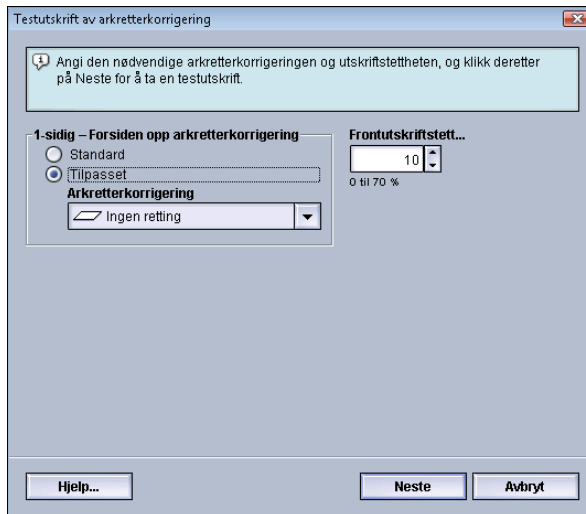 Testutskrift av arkretterkorrigering
Angi den nødvendige arkretterkorrigeringen og utskriftstettheten, og klikk deretter
på Neste for å ta en testutskrift.
1-sidig – Forsiden opp arkretterkorrigering
Standard
Tilpasset
Arkretterkorrigering
Ingen retting
Frontutskriftstett...
10
0 til 70 %
Hjelp...
Neste
Avbryt